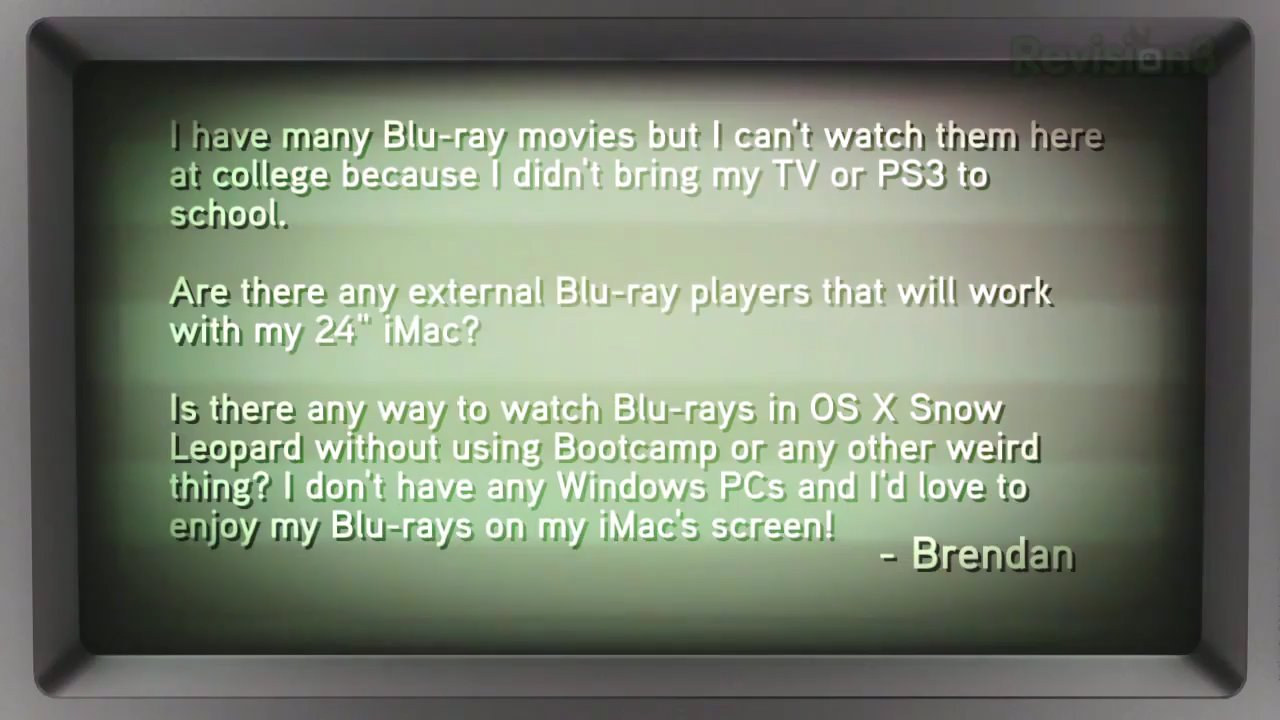 Revision3
I have many Blu-ray movies but I can't watch them here
at college because I didn't bring my TV or PS3 to
school.
Are there any external Blu-ray players that will work
with my 24" iMac?
Is there any way to watch Blu-rays in OS X Snow
Leopard without using Bootcamp or any other weird
thing? I don't have any Windows PCs and I'd love to
enjoy my Blu-rays on my iMac's screen!
- Brendan